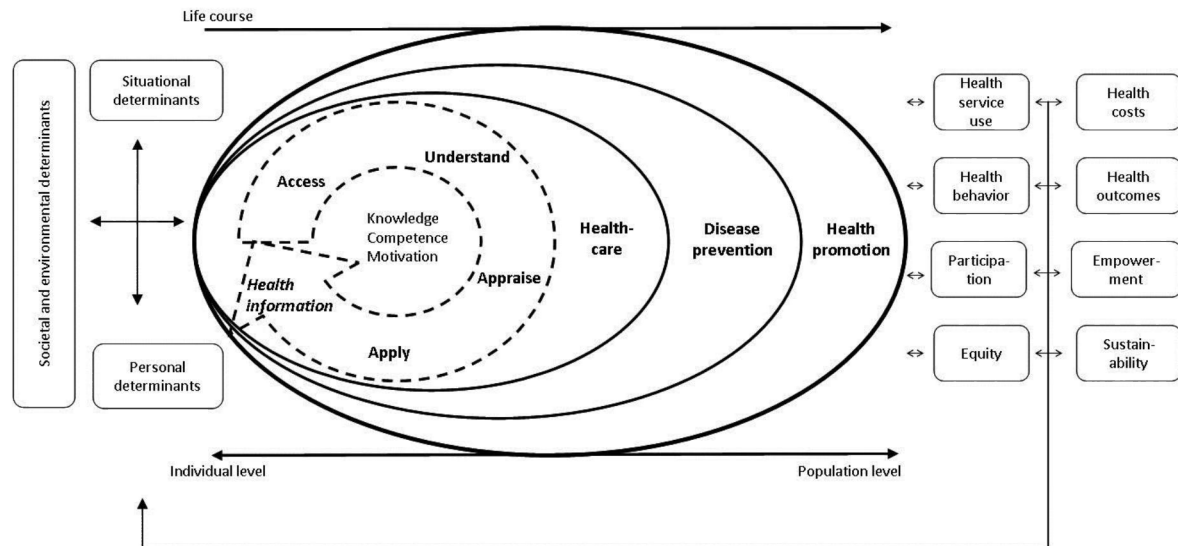 Life course
Societal and environmental determinants
Situational
determinants
Personal
determinants
Access
Understand
Knowledge
Competence
Motivation
Health
information
Appraise
Apply
Health-
care
Disease
prevention
Health
promotion
Health
service
use
Health
costs
Health
behavior
Health
outcomes
Participa-
tion
Empower-
ment
Equity
Sustain-
ability
Individual level
Population level